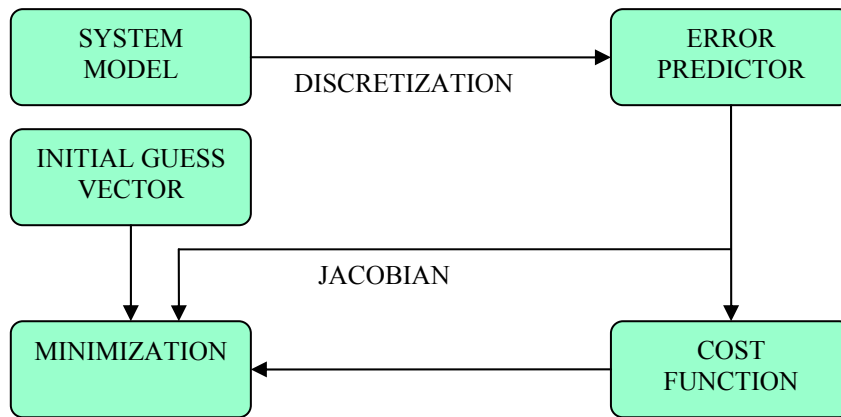 SYSTEM
MODEL
DISCRETIZATION
ERROR
PREDICTOR
INITIAL GUESS
VECTOR
JACOBIAN
MINIMIZATION
COST
FUNCTION